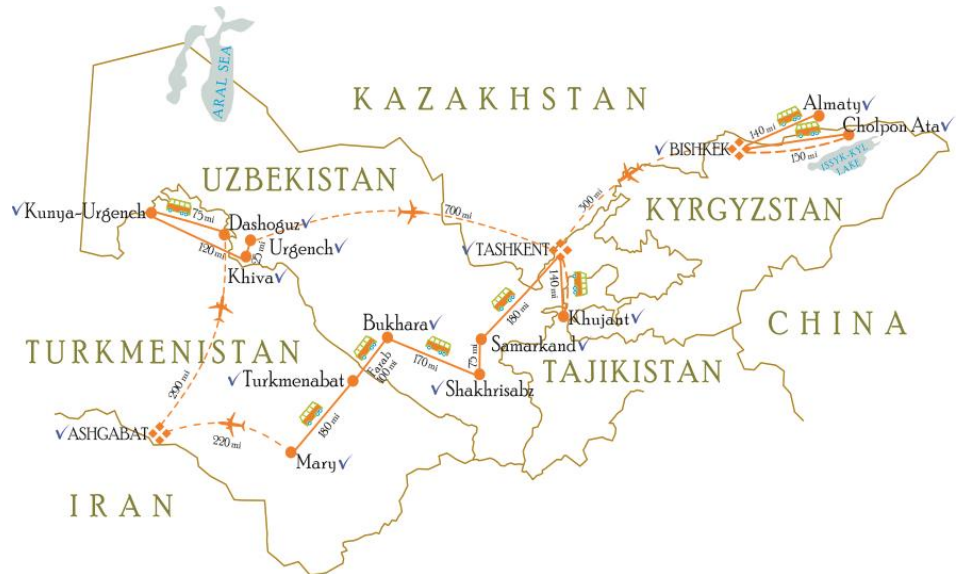 ARAL SEA
KAZAKHSTAN
Almaty
140 mi
Cholpon Ata
BISHKEK
150 mi
ISSYK-KYL
LAKE
UZBEKISTAN
300 mi
KYRGYZSTAN
Kunya-Urgench
75 mi
Dashoguz
700 mi
Urgench
TASHKENT
120 mi
25 mi
Khiva
140 mi
CHINA
180 mi
Khujant
Bukhara
Samarkand
TURKMENISTAN
Farab
100 mi
170 mi
75 mi
TAJIKISTAN
Turkmenabat
Shakhrisabz
290 mi
180 mi
ASHGABAT
220 mi
Mary
IRAN